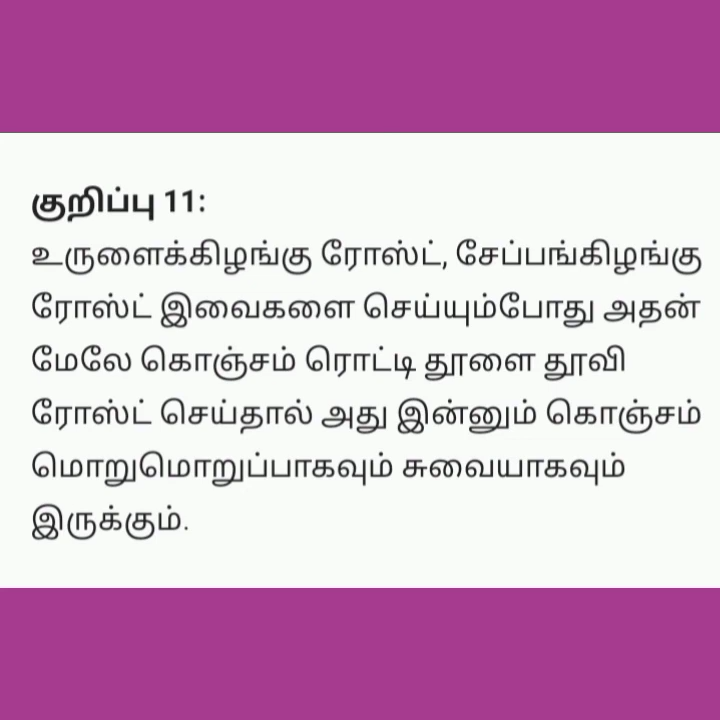 குறிப்பு 11:
உருளைக்கிழங்கு ரோஸ்ட், சேப்பங்கிழங்கு
ரோஸ்ட் இவைகளை செய்யும்போது அதன்
மேலே கொஞ்சம் ரொட்டி தூளை தூவி
ரோஸ்ட் செய்தால் அது இன்னும் கொஞ்சம்
மொறுமொறுப்பாகவும் சுவையாகவும்
இருக்கும்.